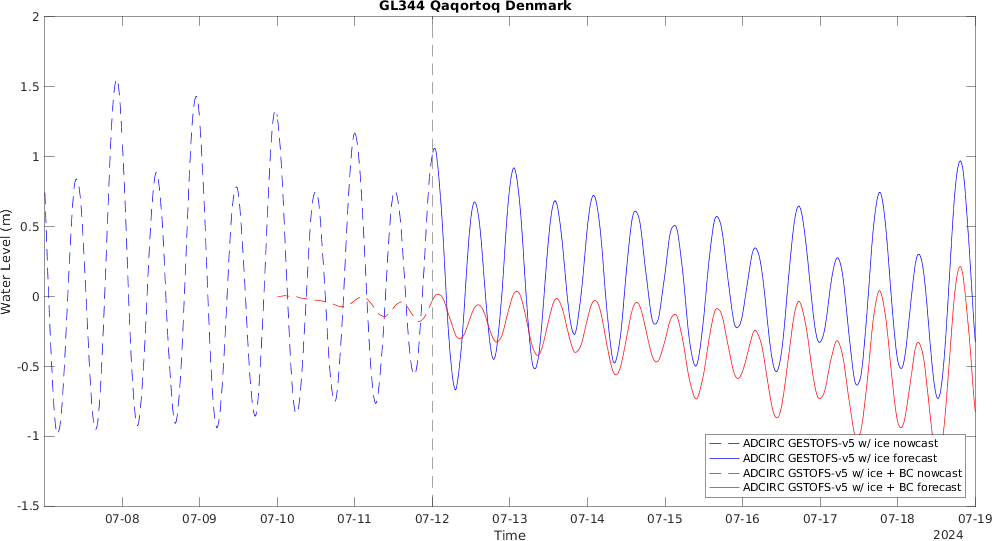 GL344 Qaqortoq Denmark
2
1.5
1
0.5
0
-0.5
-1
-1.5
Water Level (m)
ADCIRC GESTOFS-v5 w/ ice nowcast
ADCIRC GESTOFS-v5 w/ ice forecast
ADCIRC GSTOFS-v5 w/ ice + BC nowcast
ADCIRC GSTOFS-v5 w/ ice + BC forecast
07-08 07-09 07-10 07-11 07-12 07-13 07-14 07-15 07-16 07-17 07-18 07-19
Time
2024